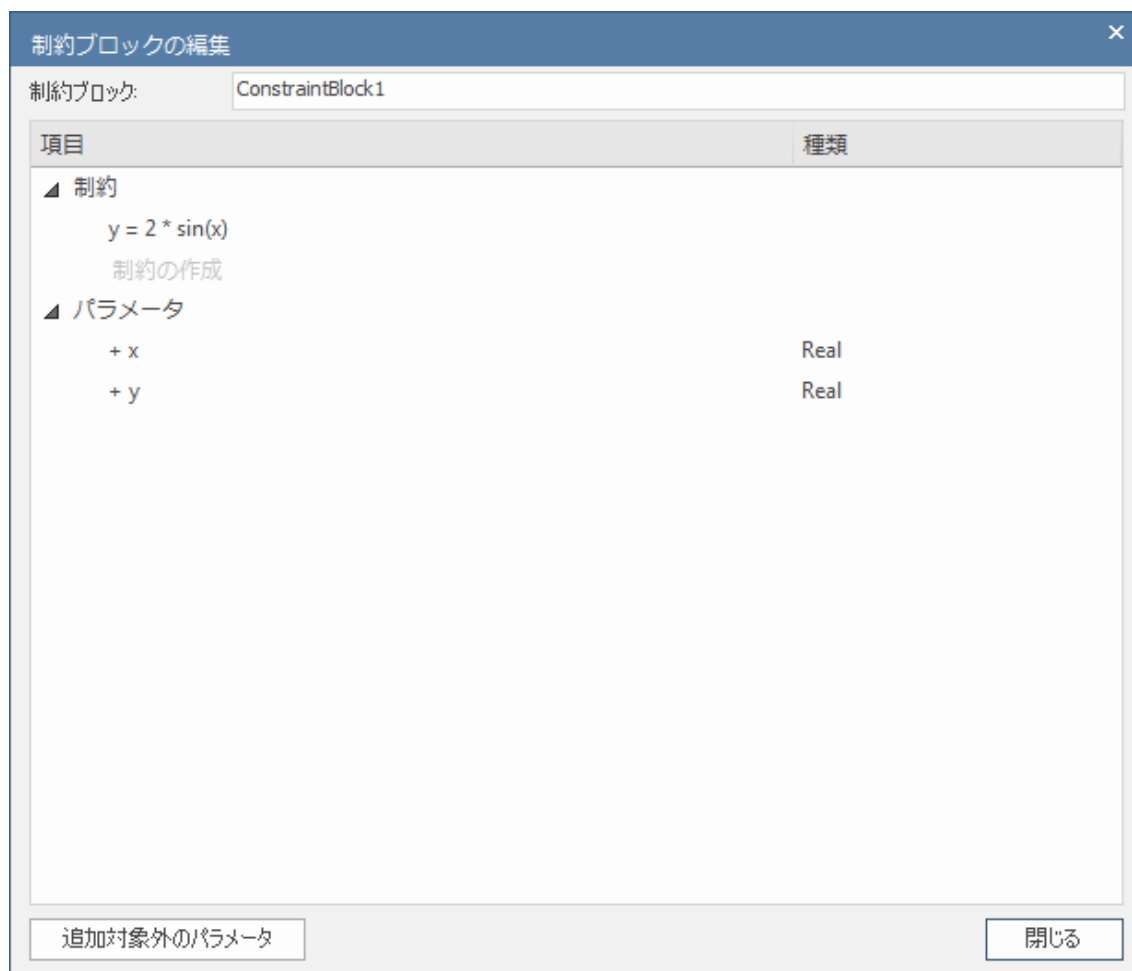 制約ブロックの編集
制約ブロック: ConstraintBlock1
項目 種類
制約
y = 2 * sin(x)
制約の作成
パラメータ
+ x Real
+ y Real
追加対象外のパラメータ 閉じる